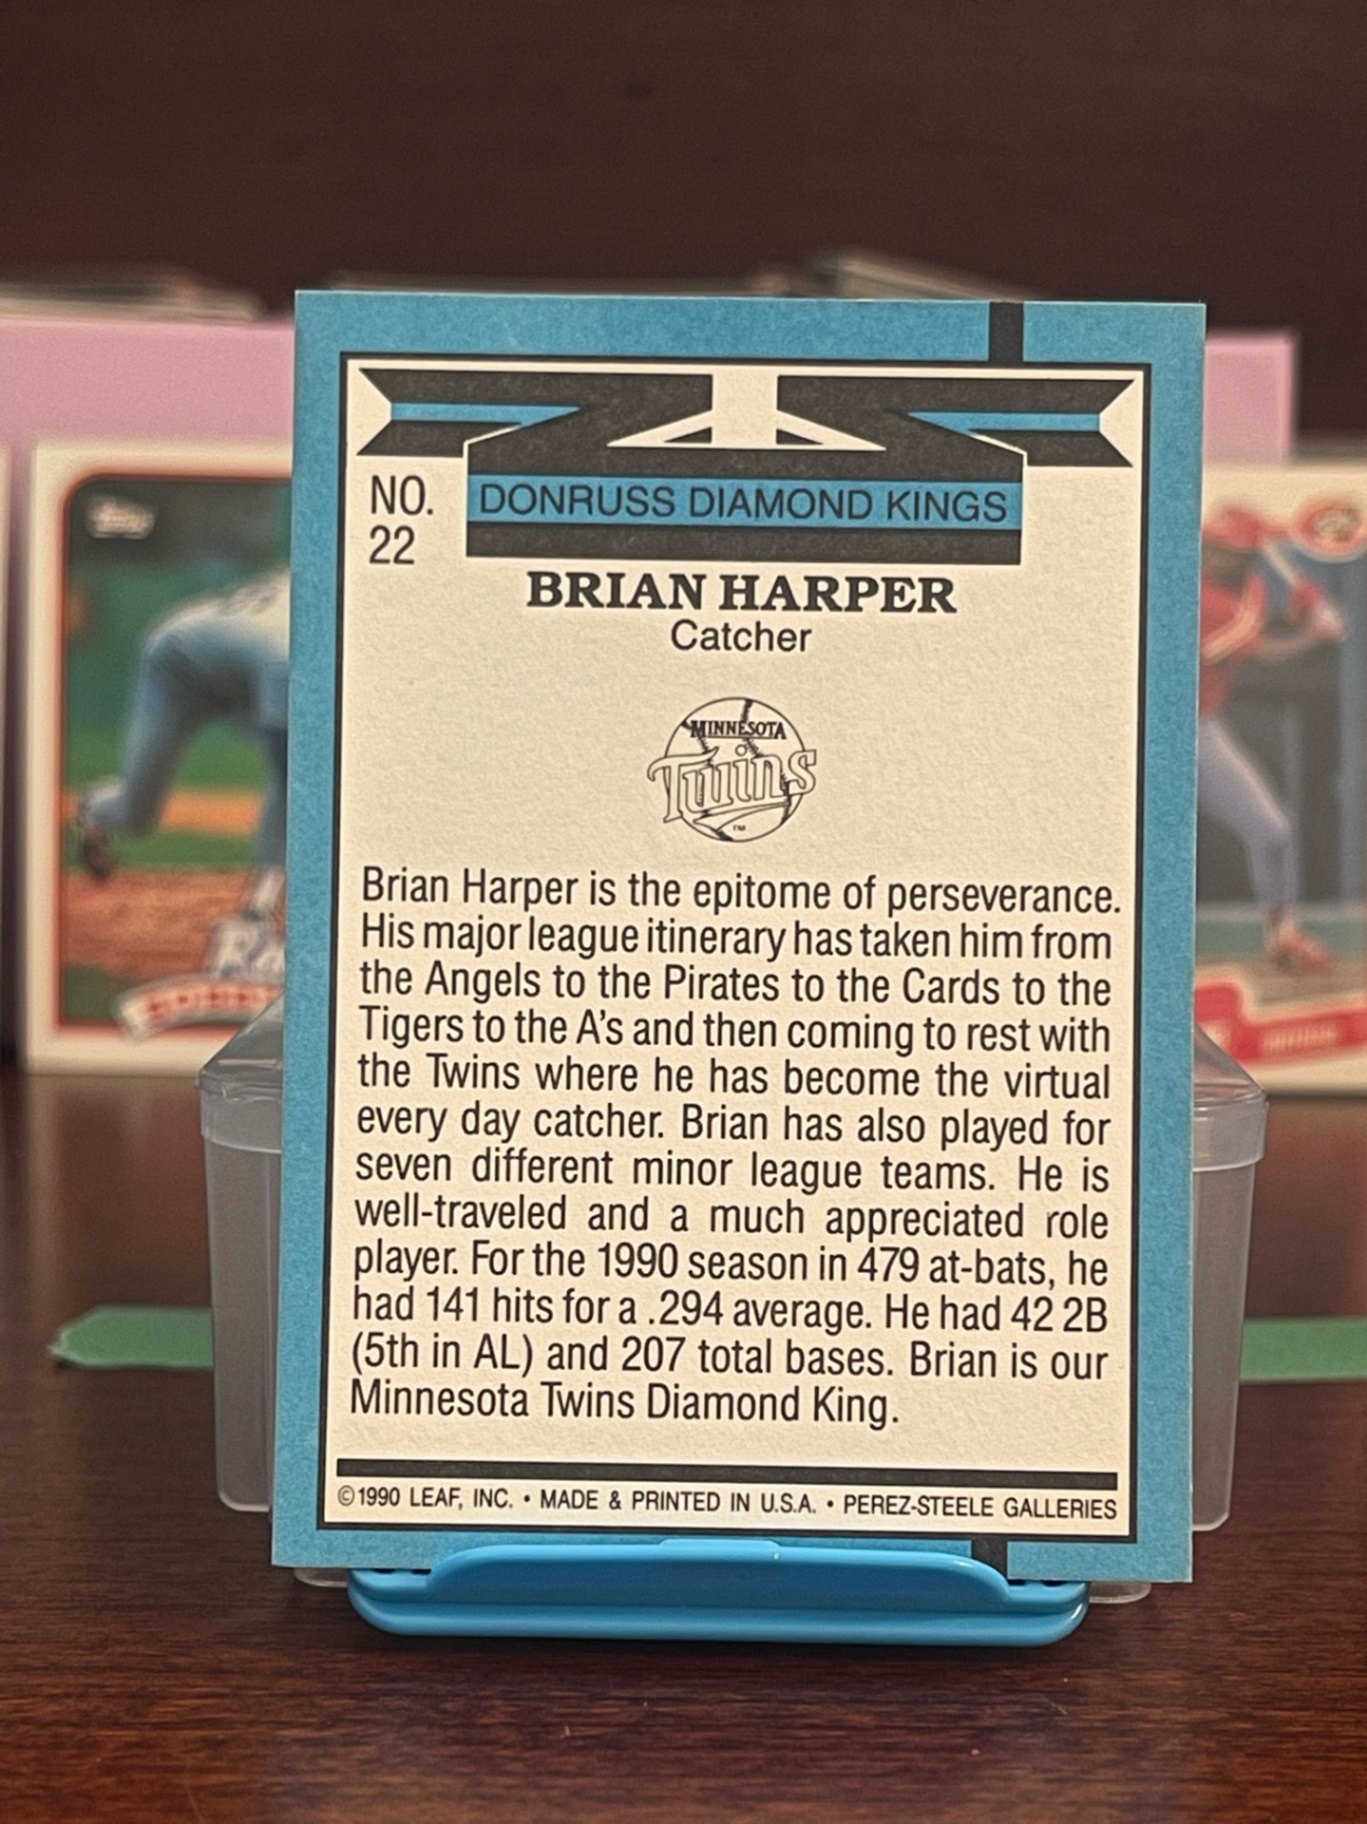 NO.
22
DONRUSS DIAMOND KINGS
BRIAN HARPER
Catcher
MINNESOTA
Twins
TM
Brian Harper is the epitome of perseverance.
His major league itinerary has taken him from
the Angels to the Pirates to the Cards to the
Tigers to the A's and then coming to rest with
the Twins where he has become the virtual
every day catcher. Brian has also played for
seven different minor league teams. He is
well-traveled and a much appreciated role
player. For the 1990 season in 479 at-bats, he
had 141 hits for a .294 average. He had 42 2B
(5th in AL) and 207 total bases. Brian is our
Minnesota Twins Diamond King.
©1990 LEAF, INC. • MADE & PRINTED IN U.S.A. • PEREZ-STEELE GALLERIES
Topps